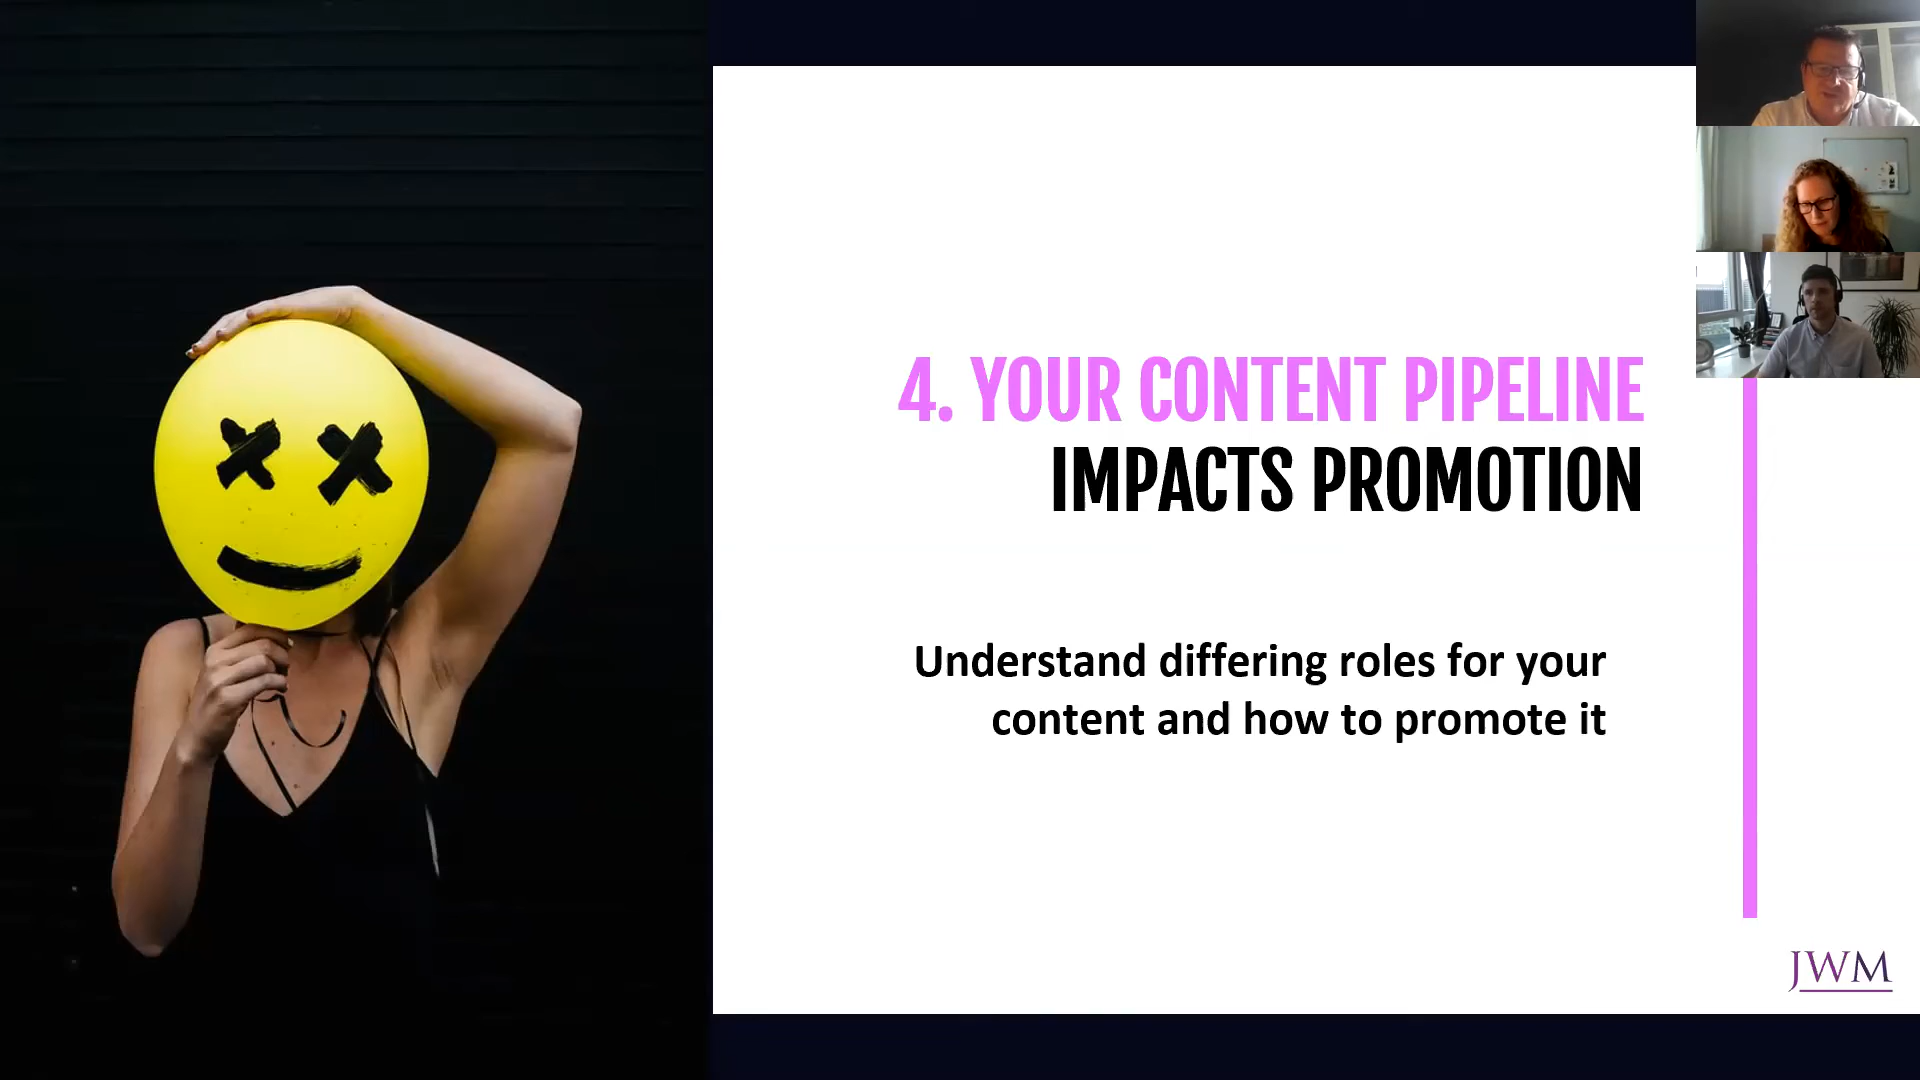 4. YOUR CONTENT PIPELINE
IMPACTS PROMOTION
Understand differing roles for your
content and how to promote it
JWM